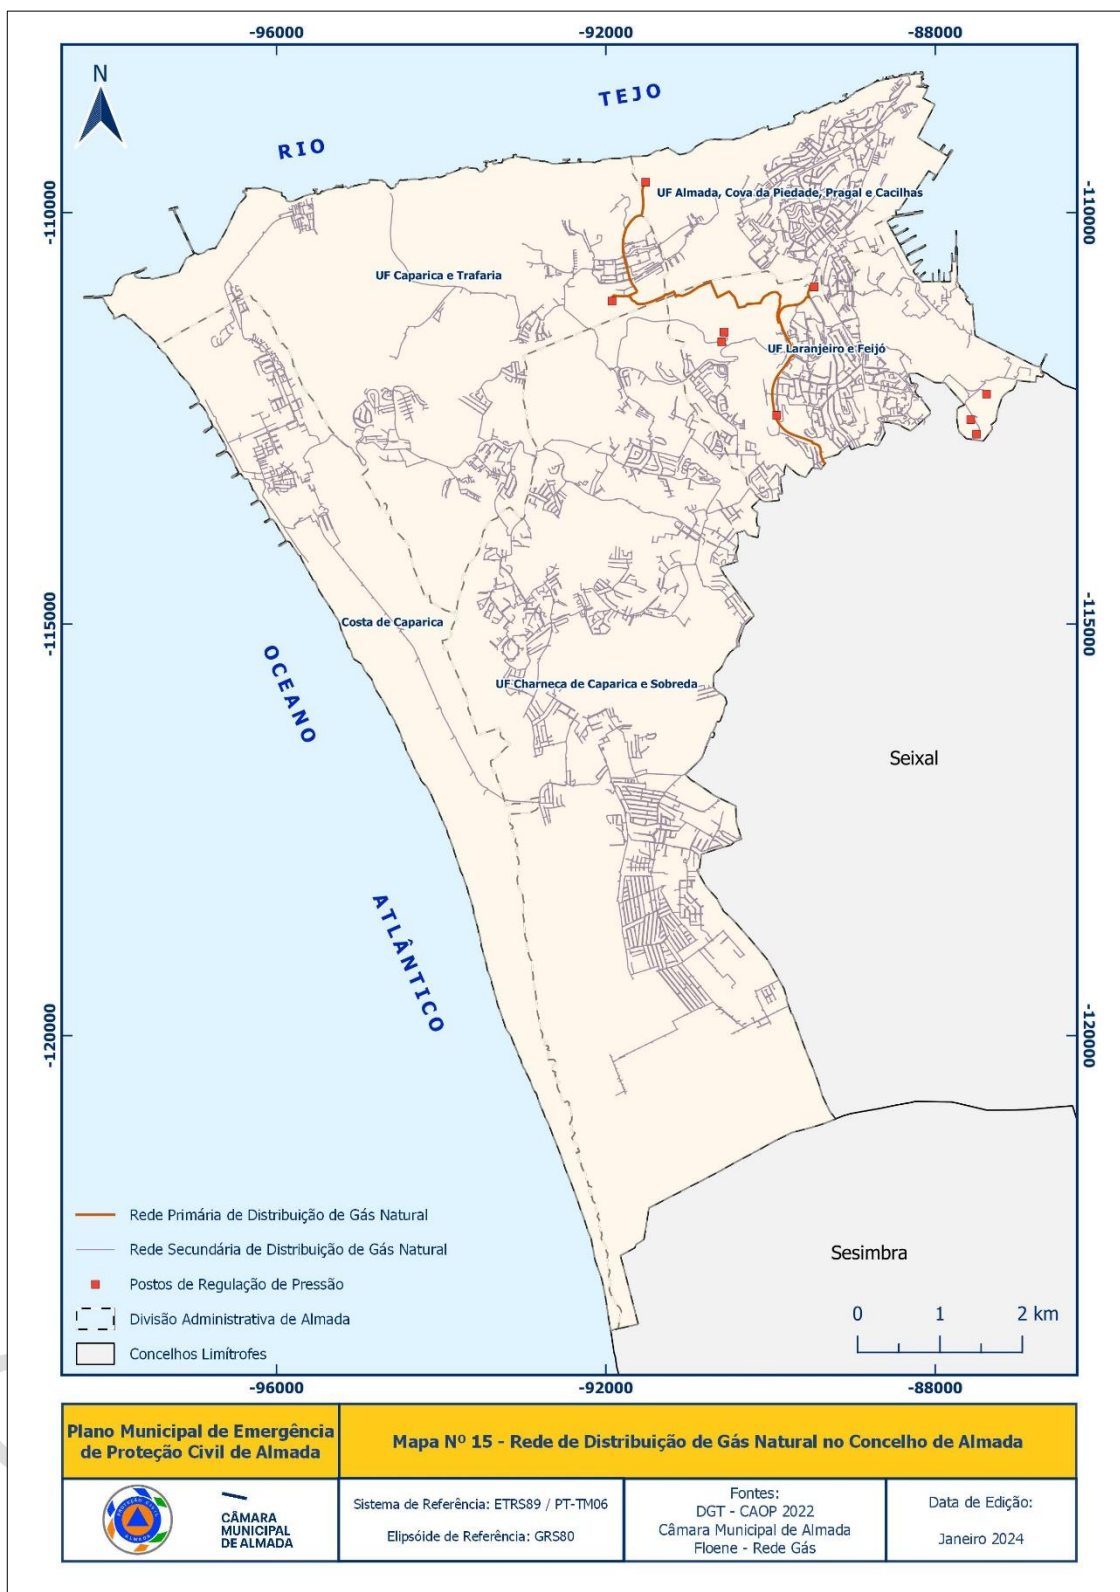 -96000
-92000
-88000
N
TEJO
RIO
-110000
-110000
UF Almada, Cova da Piedade, Pragal e Cacilhas
UF Caparica e Trafaria
UF Laranjeiro e Feijó
-115000
-115000
Costa de Caparica
OCEANO
UF Charneca de Caparica e Sobreda
Seixal
ATLÂNTICO
-120000
-120000
Rede Primária de Distribuição de Gás Natural
Rede Secundária de Distribuição de Gás Natural
Postos de Regulação de Pressão
Divisão Administrativa de Almada
Concelhos Limítrofes
Sesimbra
0 1 2 km
-96000
-92000
-88000
Plano Municipal de Emergência
de Proteção Civil de Almada
Mapa Nº 15 - Rede de Distribuição de Gás Natural no Concelho de Almada
PROTEÇÃO CIVIL
ALMADA
CÂMARA
MUNICIPAL
DE ALMADA
Sistema de Referência: ETRS89 / PT-TM06
Elipsóide de Referência: GRS80
Fontes:
DGT - CAOP 2022
Câmara Municipal de Almada
Floene - Rede Gás
Data de Edição:
Janeiro 2024